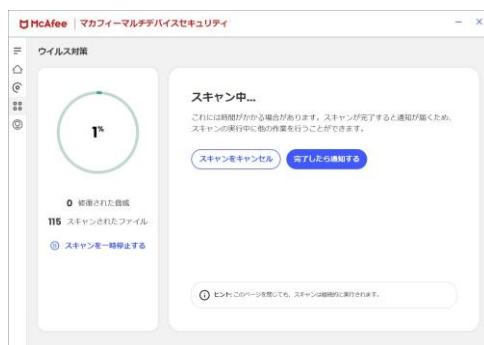 McAfee | マカフィーマルチデバイスセキュリティ
ウイルス対策
1%
0 修復された脅威
115 スキャンされたファイル
スキャンを一時停止する
スキャン中...
これには時間がかかる場合があります。スキャンが完了すると通知が届くため、
スキャンの実行中に他の作業を行うことができます。
スキャンをキャンセル
完了したら通知する
ヒント: このページを閉じても、スキャンは継続的に実行されます。